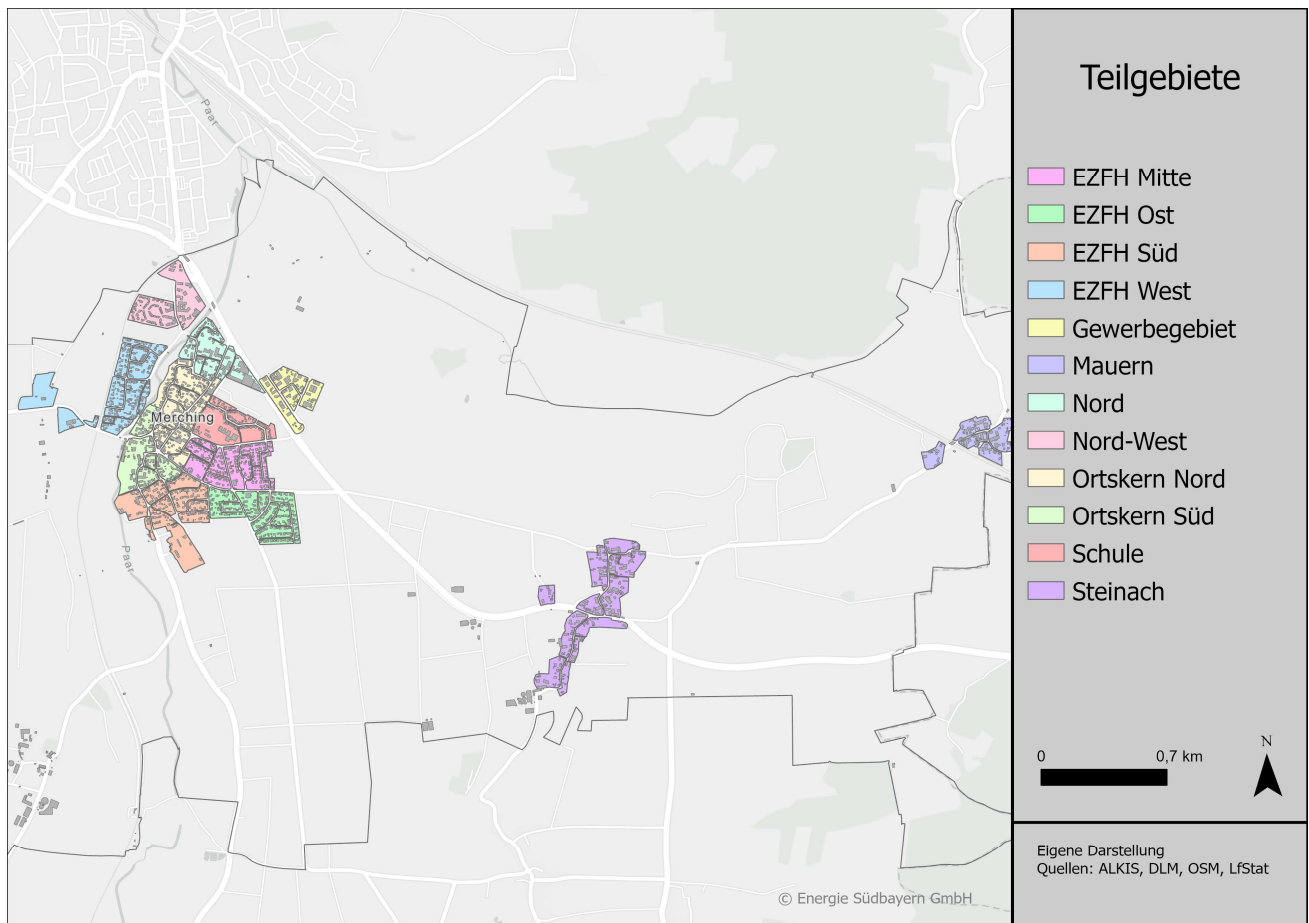 Paar
Merching
Paar
© Energie Südbayern GmbH
Teilgebiete
EZFH Mitte
EZFH Ost
EZFH Süd
EZFH West
Gewerbegebiet
Mauern
Nord
Nord-West
Ortskern Nord
Ortskern Süd
Schule
Steinach
0 0,7 km
N
Eigene Darstellung
Quellen: ALKIS, DLM, OSM, LfStat